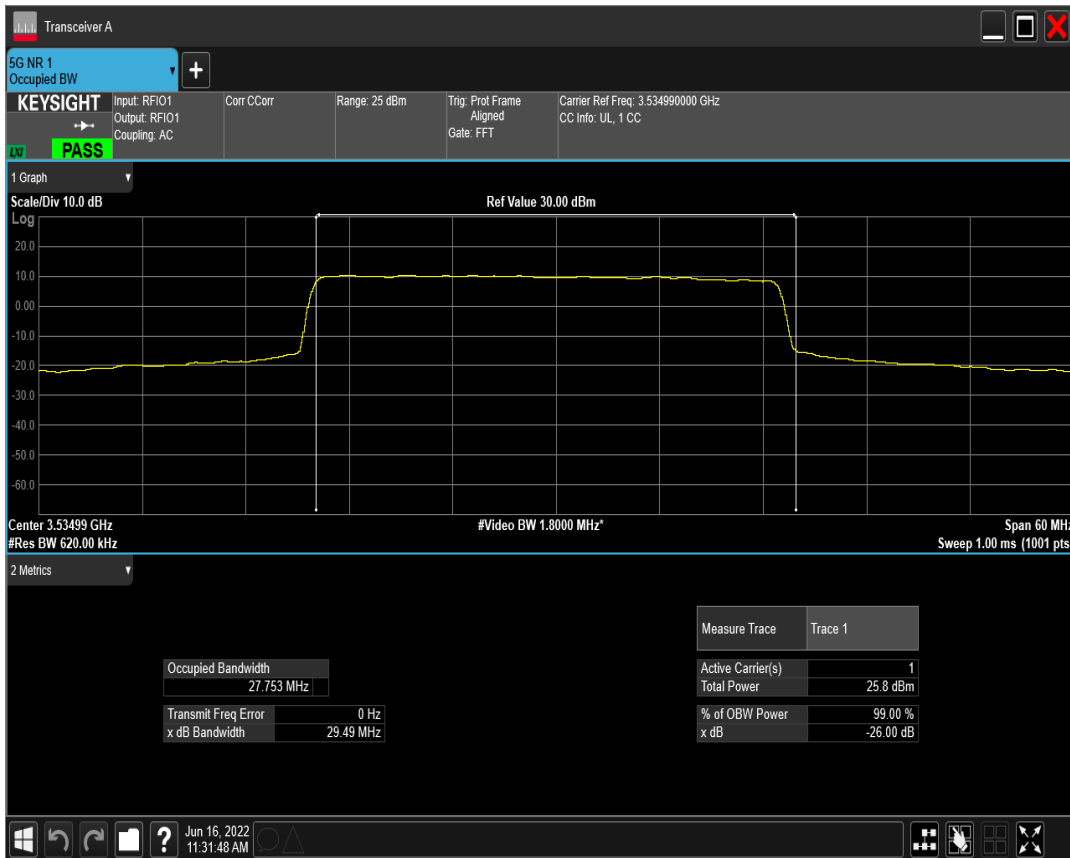 Transceiver A
5G NR 1
Occupied BW
+
KEYSIGHT
LXI
PASS
Input: RFIO1
Output: RFIO1
Coupling: AC
Corr CCorr
Range: 25 dBm
Trig: Prot Frame
Aligned
Gate: FFT
Carrier Ref Freq: 3.534990000 GHz
CC Info: UL, 1 CC
1 Graph
Scale/Div 10.0 dB
Ref Value 30.00 dBm
Log
20.0
10.0
0.00
-10.0
-20.0
-30.0
-40.0
-50.0
-60.0
Center 3.53499 GHz
#Video BW 1.8000 MHz*
Span 60 MHz
#Res BW 620.00 kHz
Sweep 1.00 ms (1001 pts
2 Metrics
Measure Trace
Trace 1
Occupied Bandwidth
27.753 MHz
Active Carrier(s)
1
Total Power
25.8 dBm
Transmit Freq Error
0 Hz
x dB Bandwidth
29.49 MHz
% of OBW Power
99.00 %
x dB
-26.00 dB
?
Jun 16, 2022
11:31:48 AM